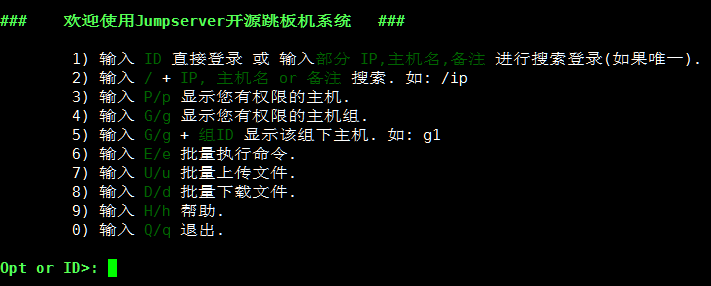 ###    欢迎使用Jumpserver开源跳板机系统   ###
1) 输入 ID 直接登录 或 输入部分 IP,主机名,备注 进行搜索登录(如果唯一).
2) 输入 / + IP, 主机名 or 备注 搜索. 如: /ip
3) 输入 P/p 显示您有权限的主机.
4) 输入 G/g 显示您有权限的主机组.
5) 输入 G/g + 组ID 显示该组下主机. 如: g1
6) 输入 E/e 批量执行命令.
7) 输入 U/u 批量上传文件.
8) 输入 D/d 批量下载文件.
9) 输入 H/h 帮助.
0) 输入 Q/q 退出.
Opt or ID>: